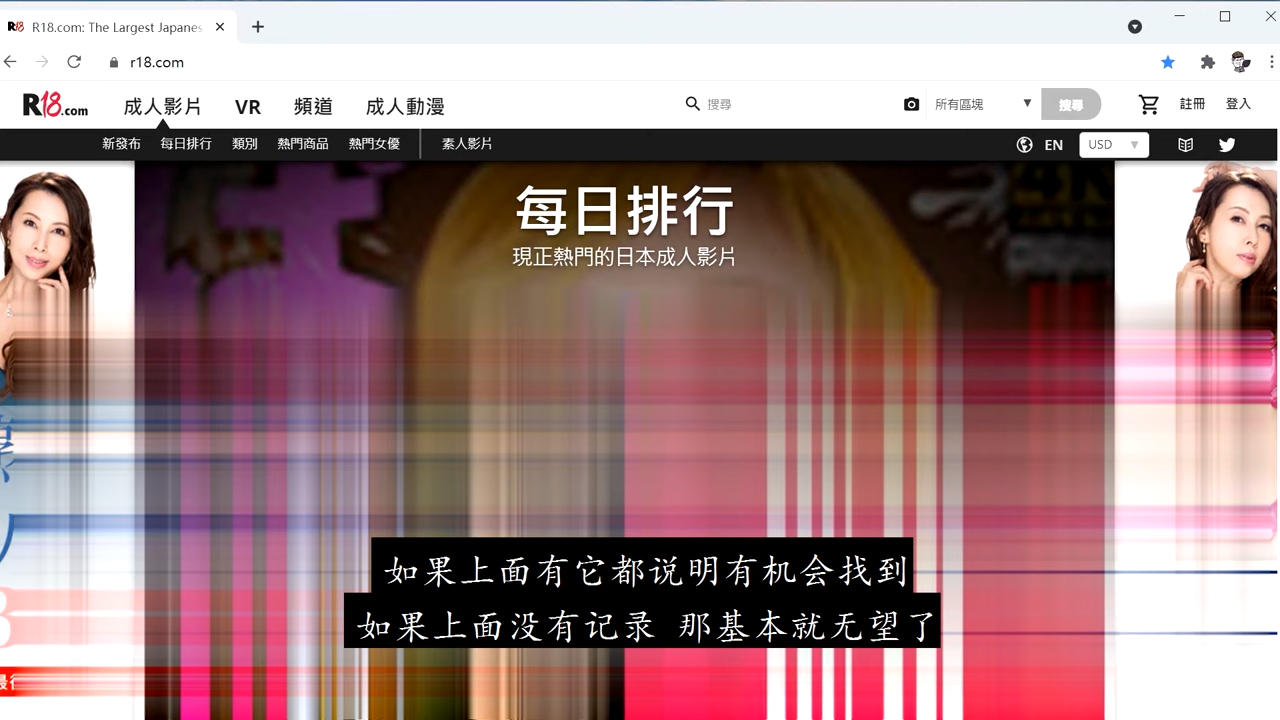 R18.com: The Largest Japanes
r18.com
R18.com 成人影片 VR 頻道 成人動漫 搜尋 所有區塊 搜尋 註冊 登入
新發布 每日排行 類別 熱門商品 熱門女優 素人影片 EN USD
每日排行
現正熱門的日本成人影片
如果上面有它都说明有机会找到
如果上面没有记录 那基本就无望了